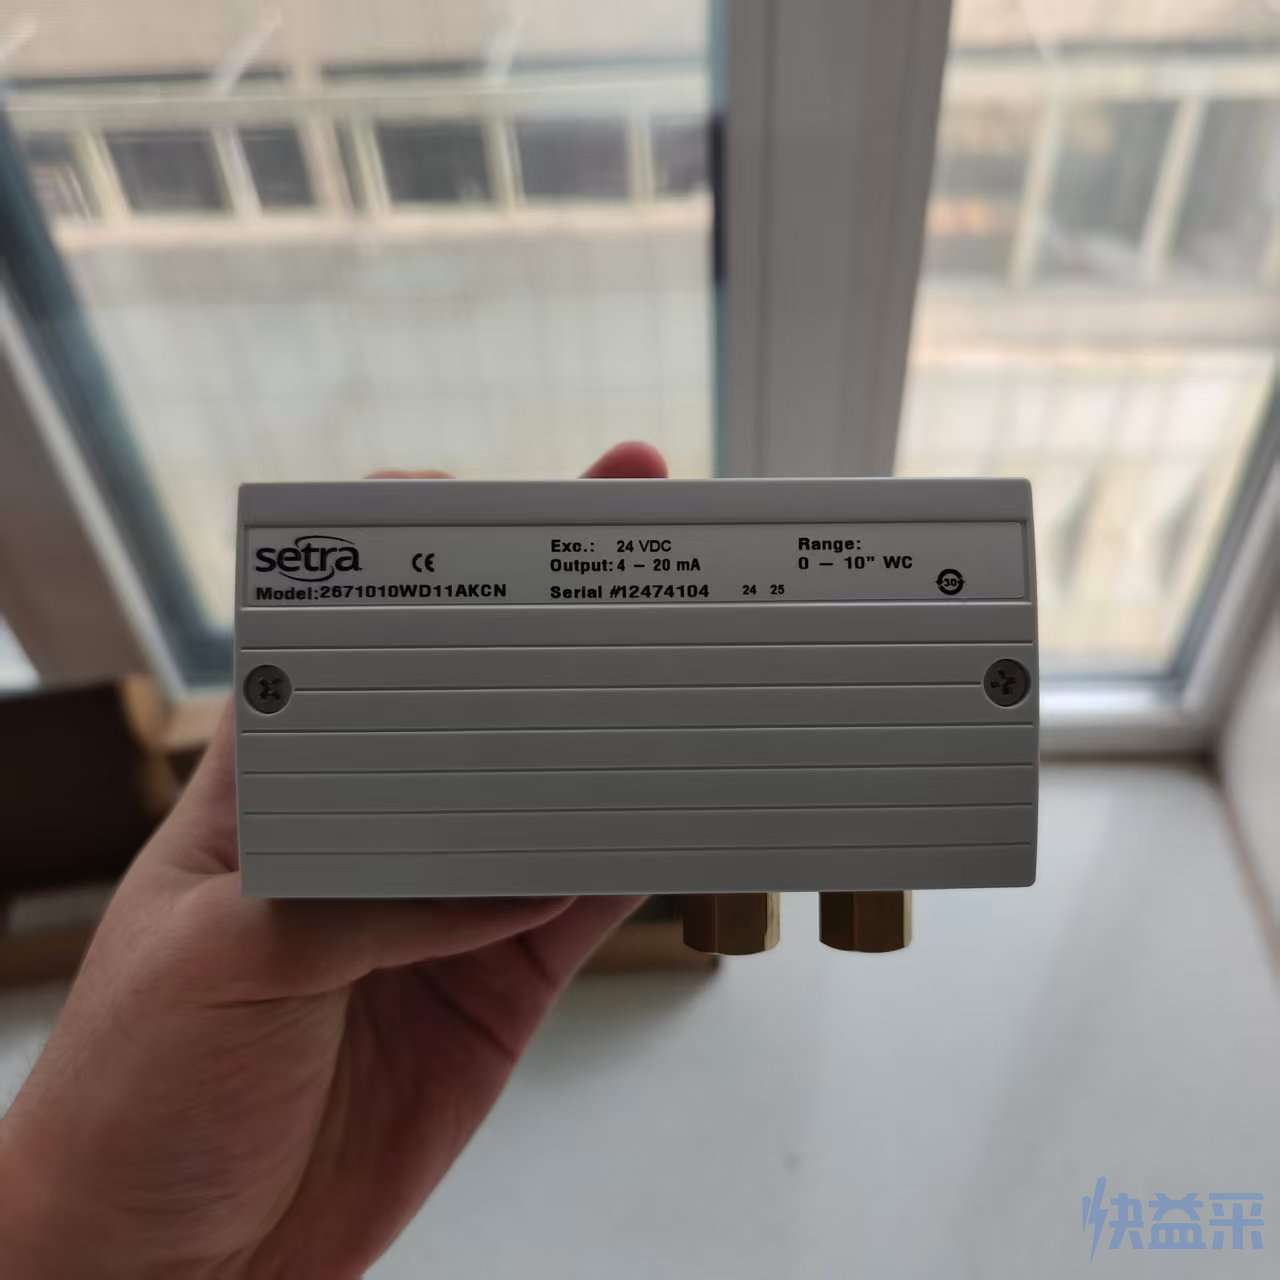 setra
CE
Model:2671010WD11AKCN
Exc.: 24 VDC
Output: 4 – 20 mA
Serial #12474104 24 25
Range:
0 – 10" WC
30
快益采